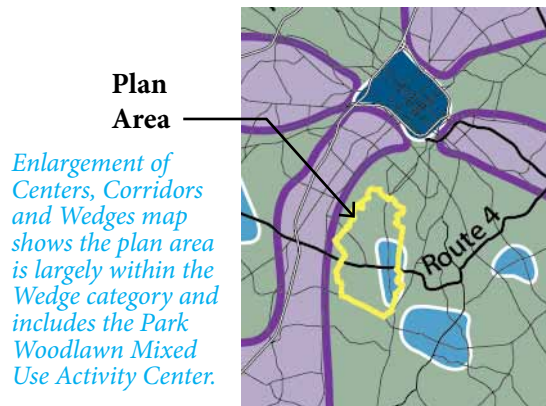 Plan
Area
Enlargement of
Centers, Corridors
and Wedges map
shows the plan area
is largely within the
Wedge category and
includes the Park
Woodlawn Mixed
Use Activity Center.
Route 4